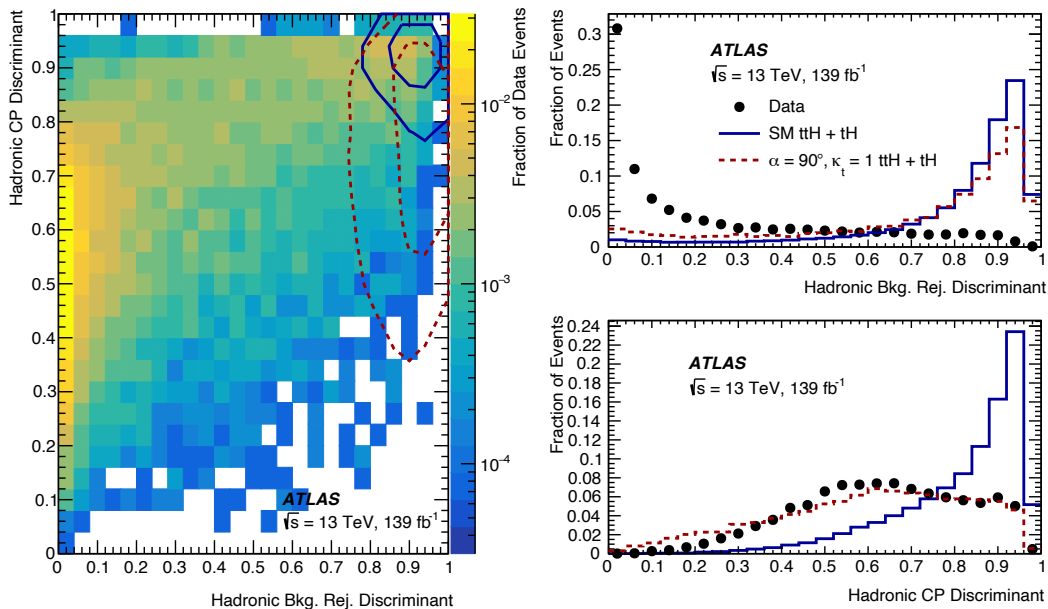 Hadronic CP Discriminant
1
0.9
0.8
0.7
0.6
0.5
0.4
0.3
0.2
0.1
0
0 0.1 0.2 0.3 0.4 0.5 0.6 0.7 0.8 0.9 1
Hadronic Bkg. Rej. Discriminant
ATLAS
√s = 13 TeV, 139 fb⁻¹
Fraction of Data Events
10⁻²
10⁻³
10⁻⁴
Fraction of Events
0.3
0.25
0.2
0.15
0.1
0.05
0
ATLAS
√s = 13 TeV, 139 fb⁻¹
Data
SM ttH + tH
α = 90°, κₜ = 1 ttH + tH
0 0.1 0.2 0.3 0.4 0.5 0.6 0.7 0.8 0.9 1
Hadronic Bkg. Rej. Discriminant
Fraction of Events
0.24
0.22
0.20
0.18
0.16
0.14
0.12
0.10
0.08
0.06
0.04
0.02
0
ATLAS
√s = 13 TeV, 139 fb⁻¹
0 0.1 0.2 0.3 0.4 0.5 0.6 0.7 0.8 0.9 1
Hadronic CP Discriminant